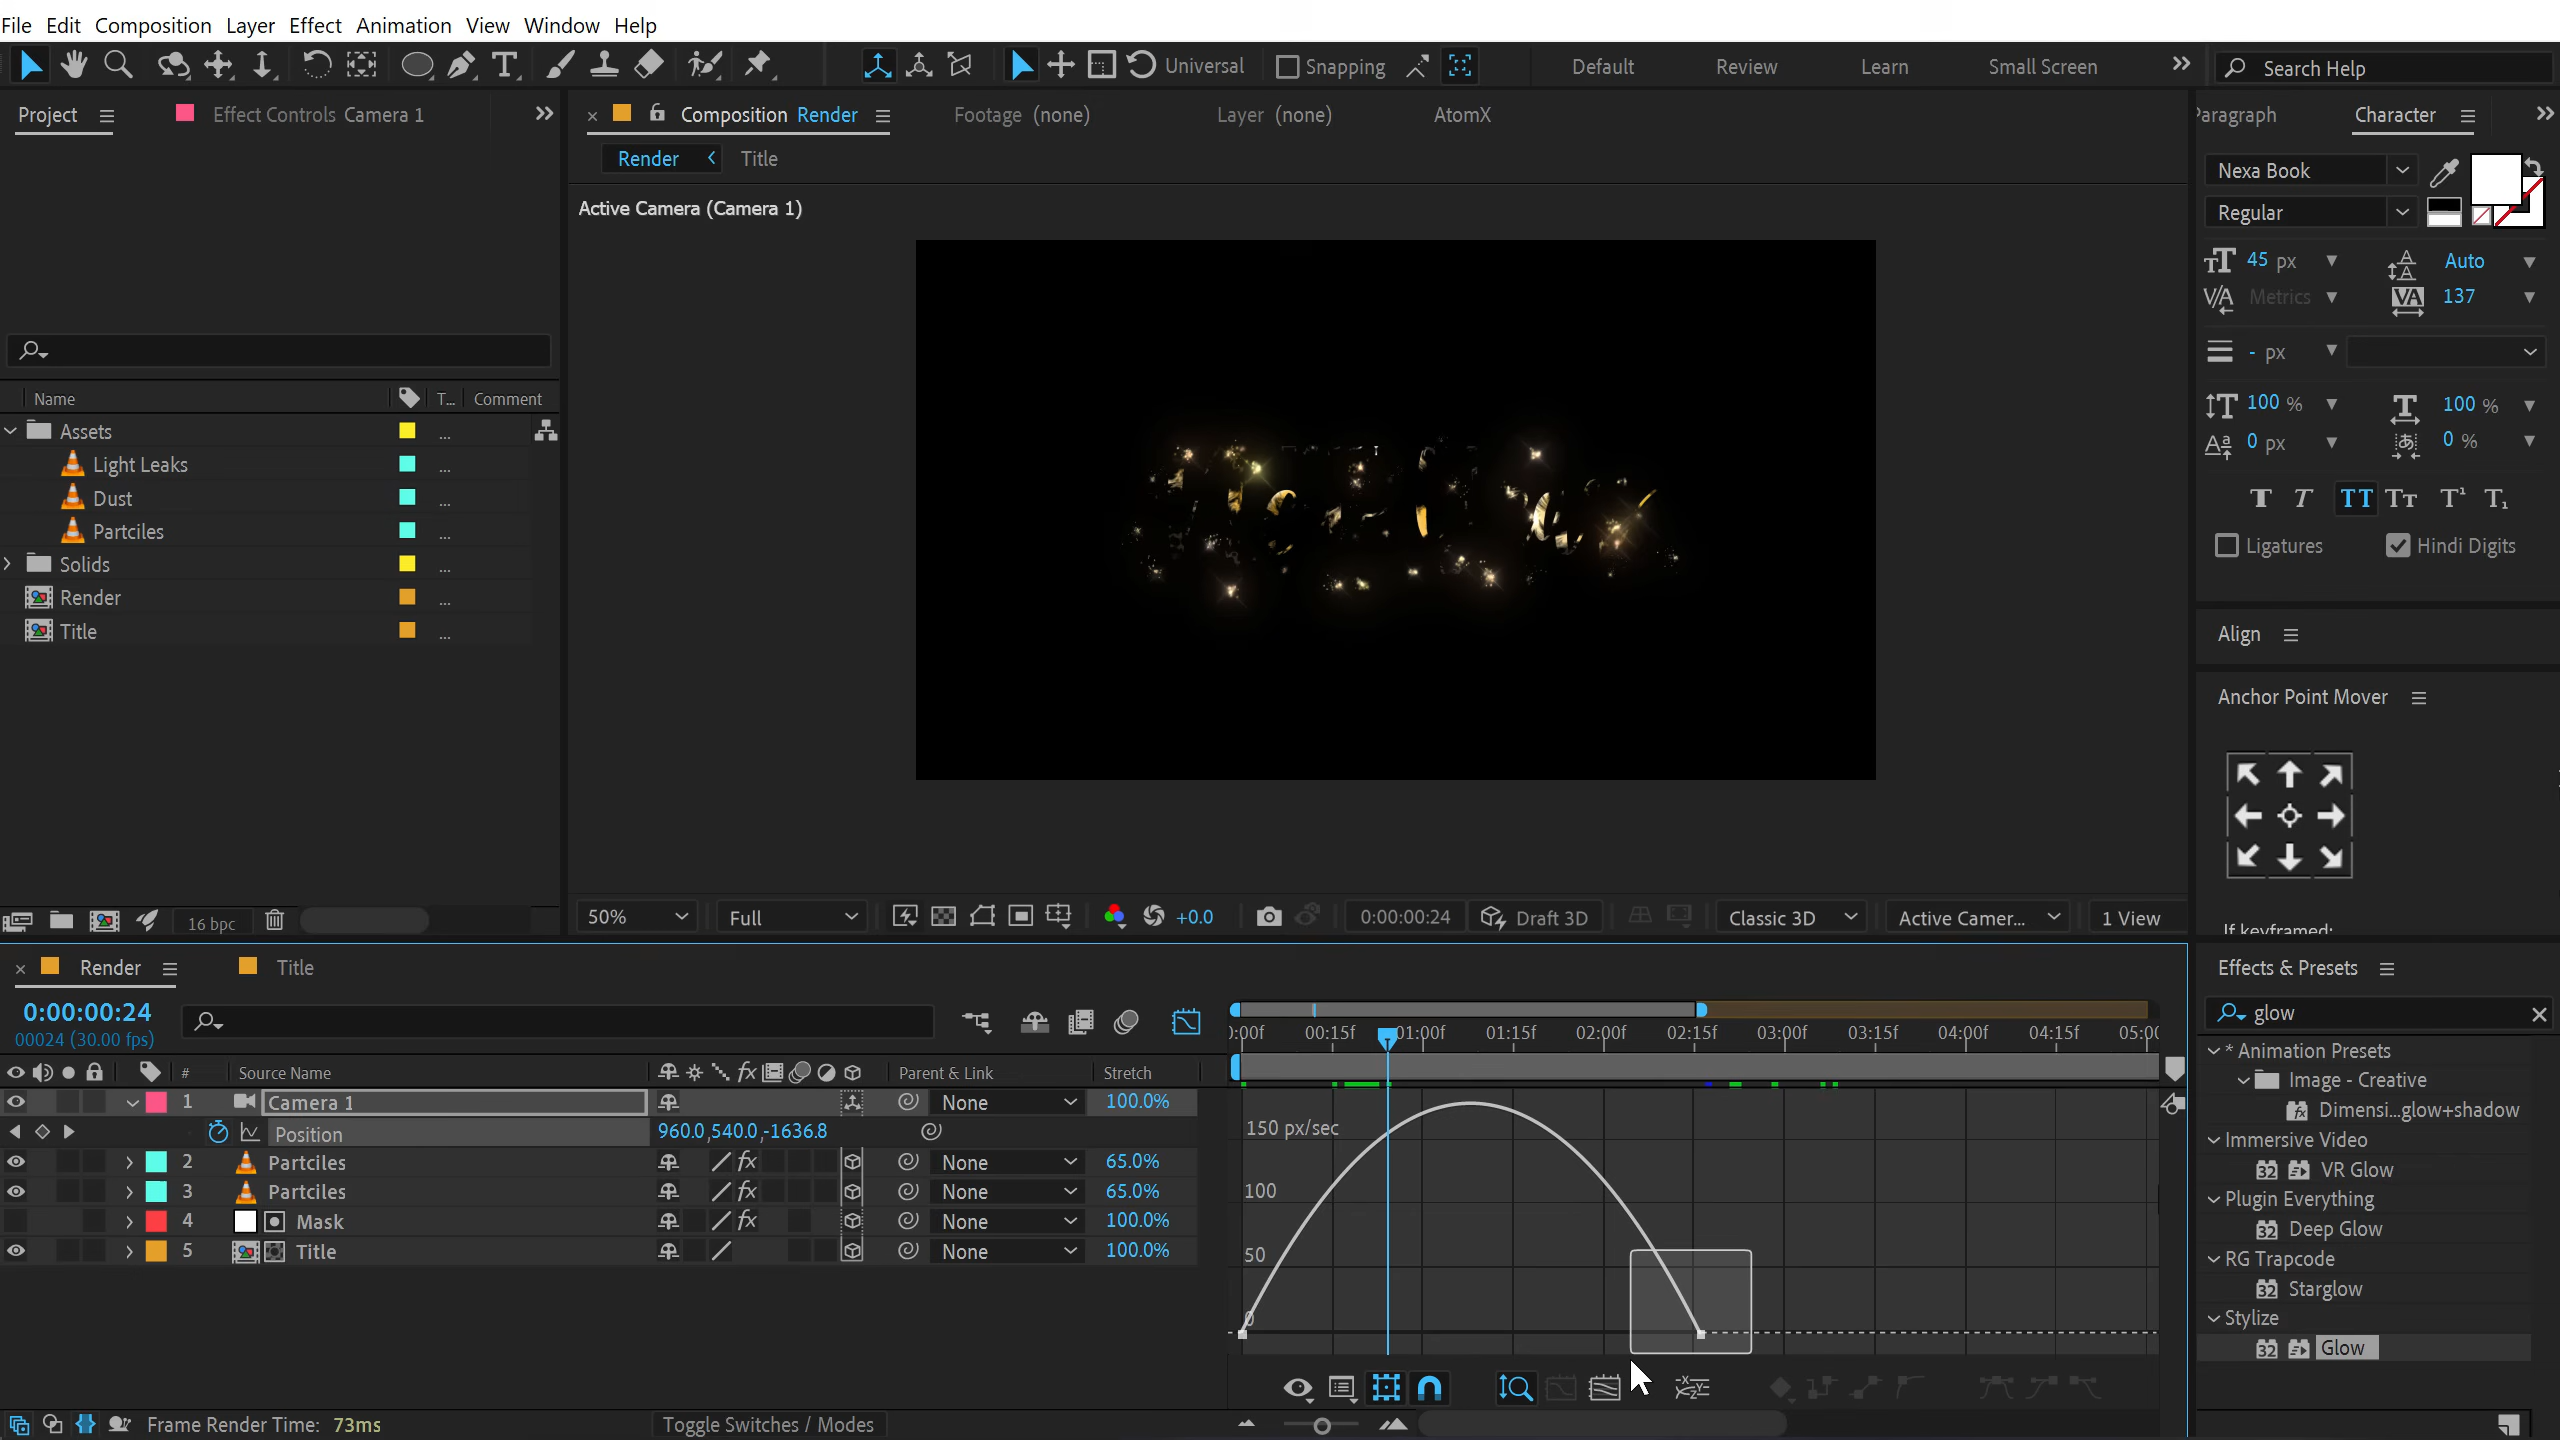 File Edit Composition Layer Effect Animation View Window Help
Universal Snapping Default Review Learn Small Screen Search Help
Project Effect Controls Camera 1 Composition Render Footage (none) Layer (none) AtomX Paragraph Character
Render Title
Active Camera (Camera 1)
Nexa Book
Regular
45 px Auto
Metrics 137
- px
100 % 100 %
0 px 0 %
Ligatures Hindi Digits
Name T... Comment
Assets ...
Light Leaks ...
Dust ...
Partciles ...
Solids ...
Render ...
Title ...
Align
Anchor Point Mover
If keyframed:
16 bpc 50% Full +0.0 0:00:00:24 Draft 3D Classic 3D Active Camer... 1 View
Render Title
Effects & Presets
0:00:00:24
00024 (30.00 fps)
glow
:00f 00:15f 01:00f 01:15f 02:00f 02:15f 03:00f 03:15f 04:00f 04:15f 05:00
# Source Name Parent & Link Stretch
1 Camera 1 None 100.0%
Position 960.0,540.0,-1636.8
2 Partciles None 65.0%
3 Partciles None 65.0%
4 Mask None 100.0%
5 Title None 100.0%
150 px/sec
100
50
0
* Animation Presets
Image - Creative
Dimensi...glow+shadow
Immersive Video
VR Glow
Plugin Everything
Deep Glow
RG Trapcode
Starglow
Stylize
Glow
Frame Render Time: 73ms Toggle Switches / Modes